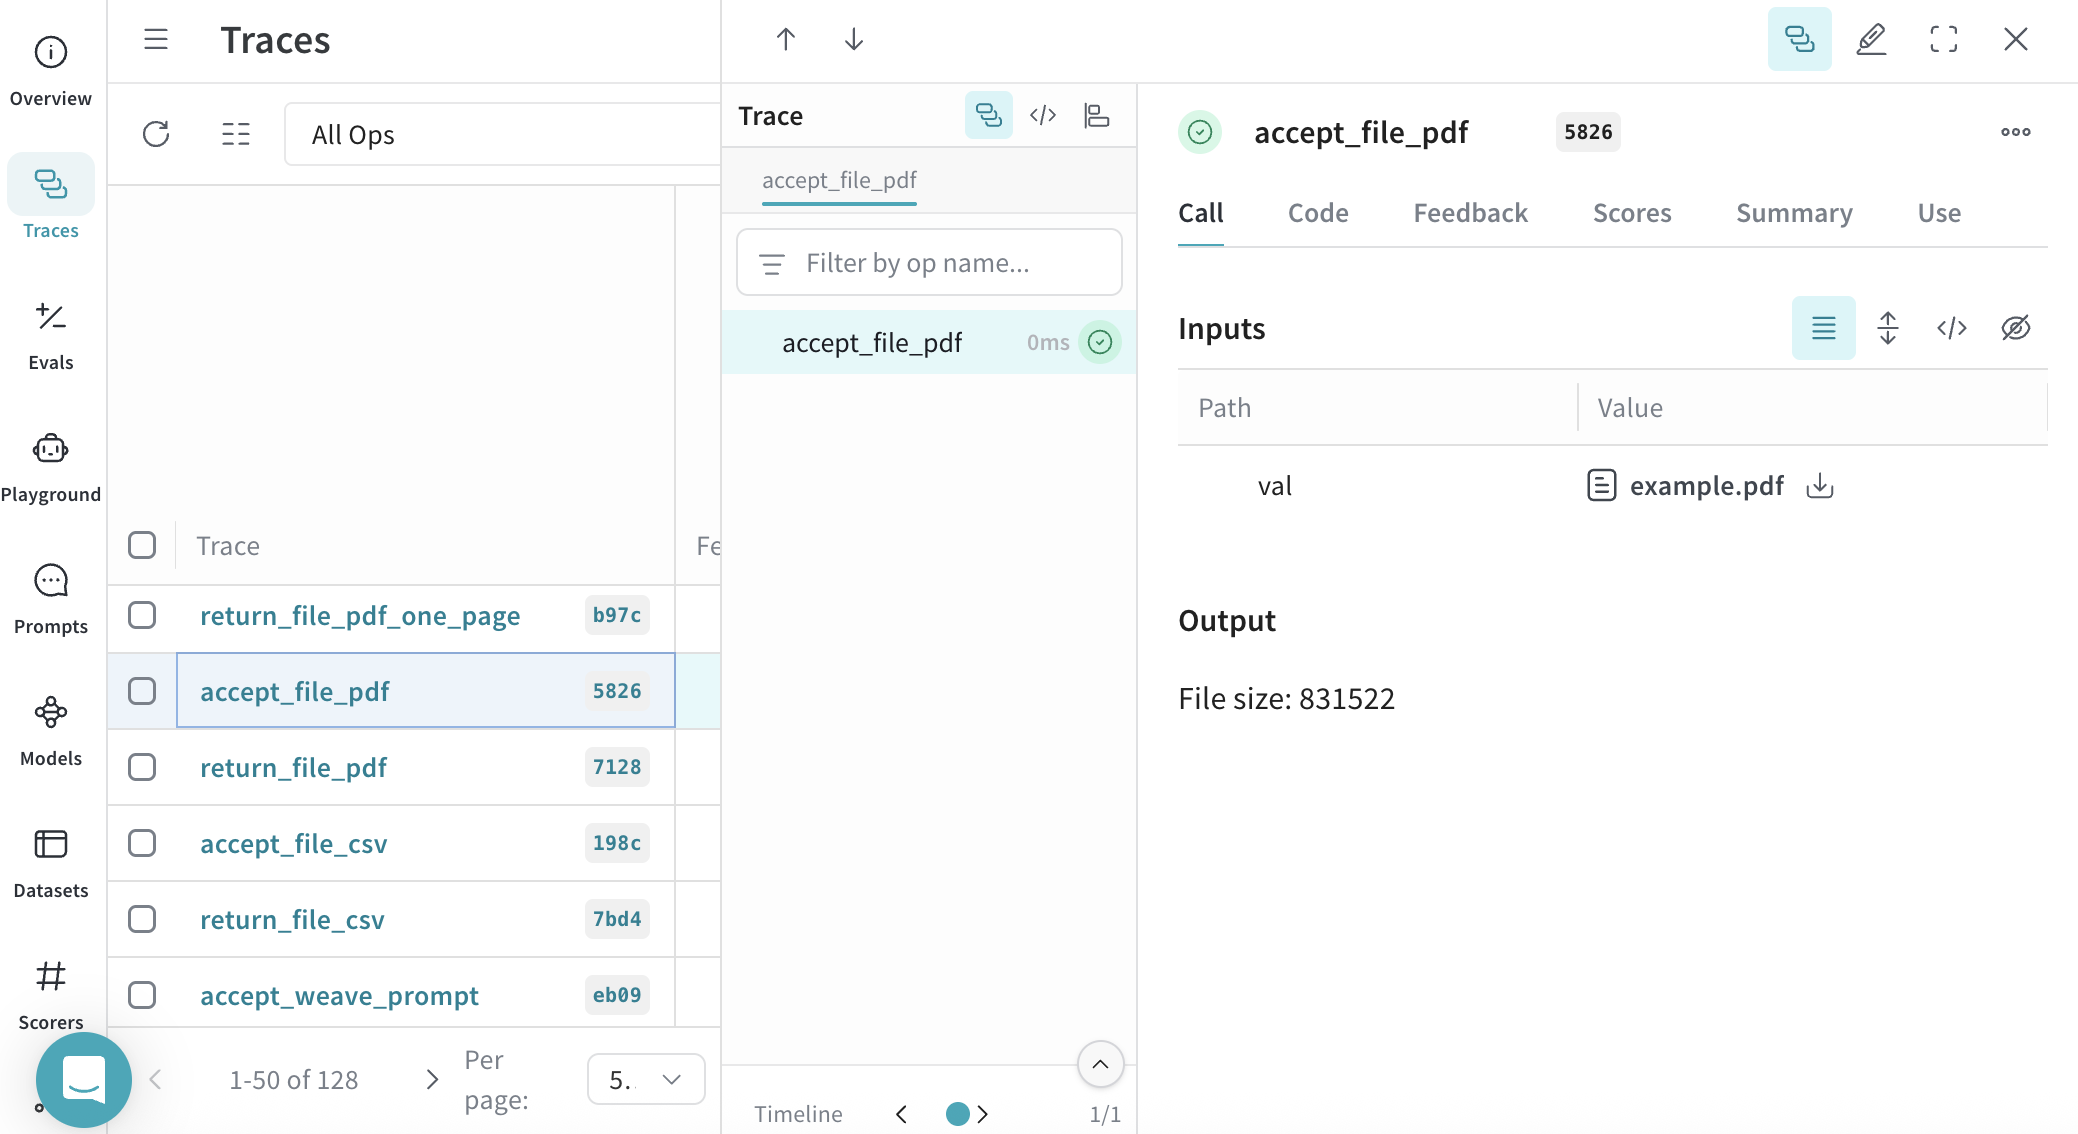 Overview
Traces
Evals
Playground
Prompts
Models
Datasets
Scorers
Traces
All Ops
Trace
return_file_pdf_one_page b97c
accept_file_pdf 5826
return_file_pdf 7128
accept_file_csv 198c
return_file_csv 7bd4
accept_weave_prompt eb09
1-50 of 128
Per
page:
5.
Trace
accept_file_pdf
Filter by op name...
accept_file_pdf 0ms
Timeline
1/1
accept_file_pdf 5826
Call Code Feedback Scores Summary Use
Inputs
Path Value
val example.pdf
Output
File size: 831522